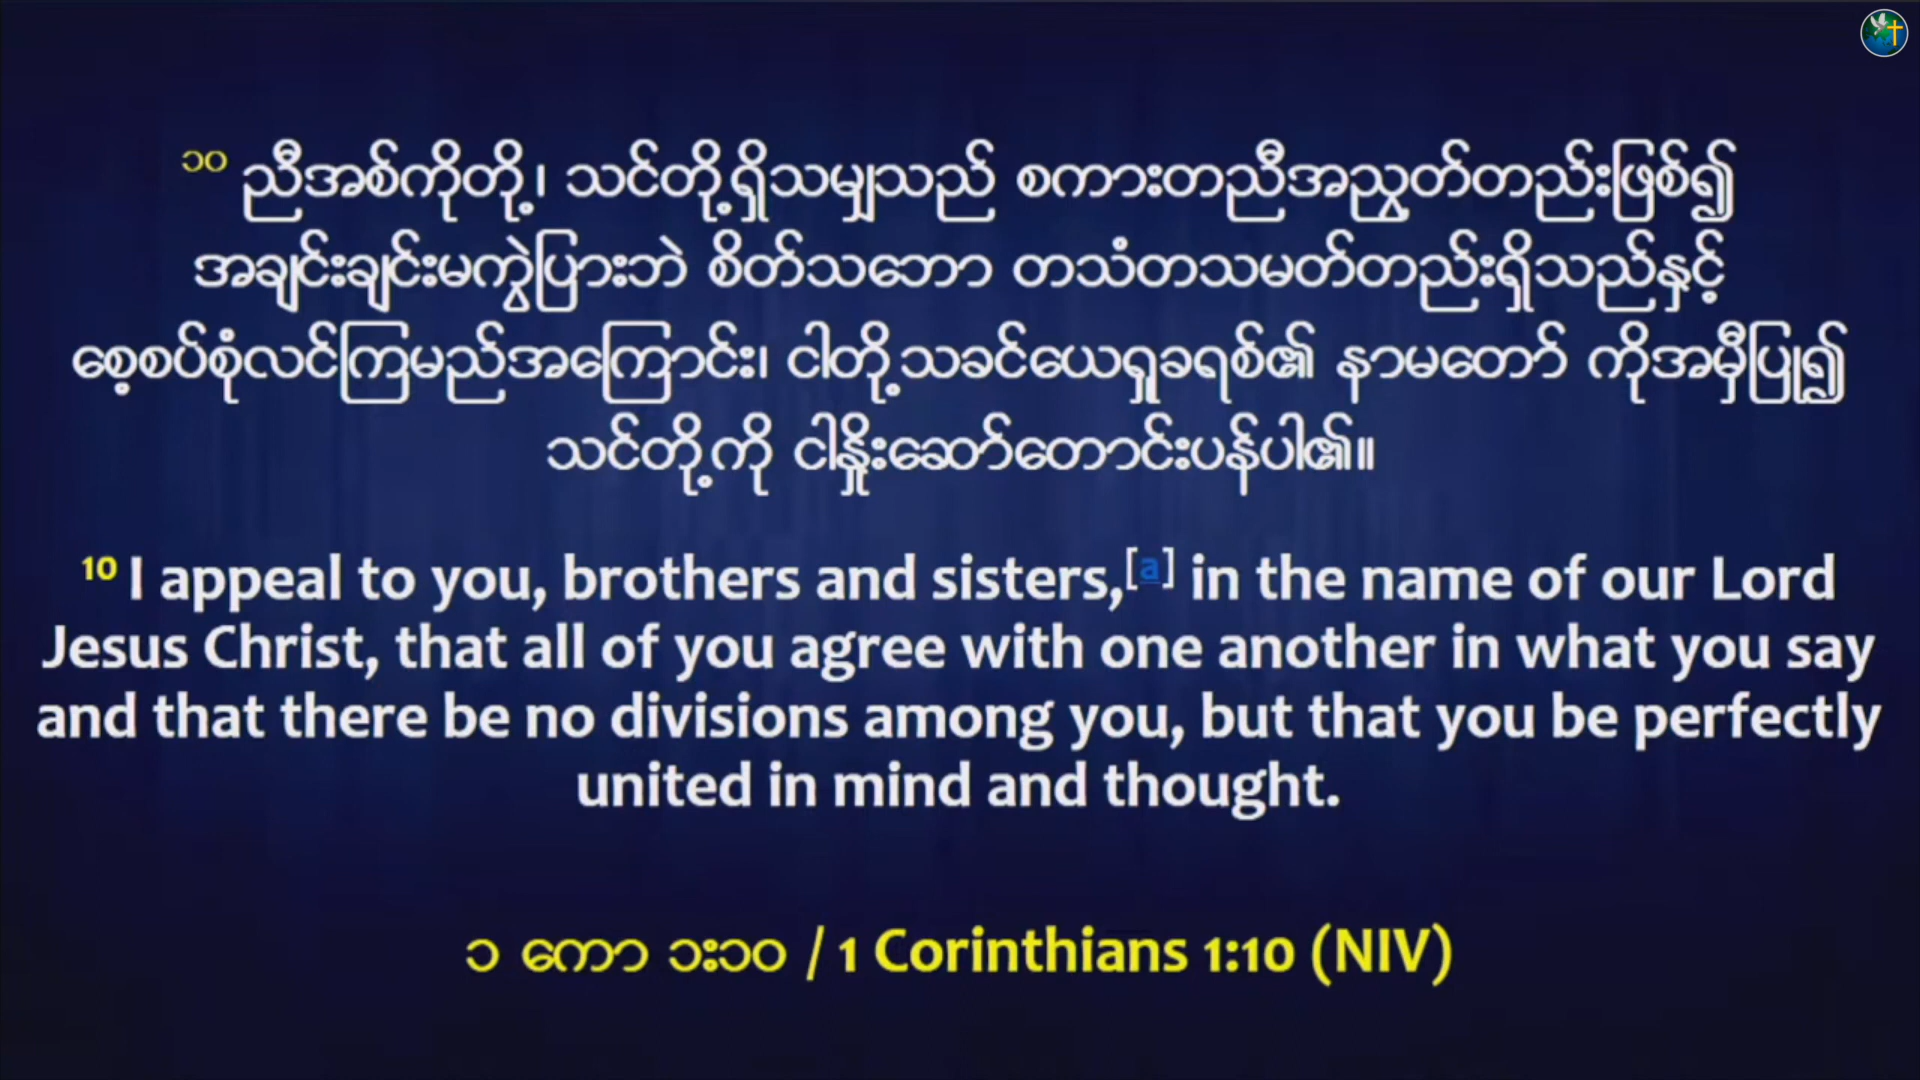 ၁၀ ညီအစ်ကိုတို့၊ သင်တို့ရှိသမျှသည် စကားတညီအညွတ်တည်းဖြစ်၍
အချင်းချင်းမကွဲပြားဘဲ စိတ်သဘော တသံတသမတ်တည်းရှိသည်နှင့်
စေ့စပ်စုံလင်ကြမည်အကြောင်း၊ ငါတို့သခင်ယေရှုခရစ်၏ နာမတော် ကိုအမှီပြု၍
သင်တို့ကို ငါနှိုးဆော်တောင်းပန်ပါ၏။
10 I appeal to you, brothers and sisters,[a] in the name of our Lord
Jesus Christ, that all of you agree with one another in what you say
and that there be no divisions among you, but that you be perfectly
united in mind and thought.
၁ ကော ၁း၁၀ / 1 Corinthians 1:10 (NIV)